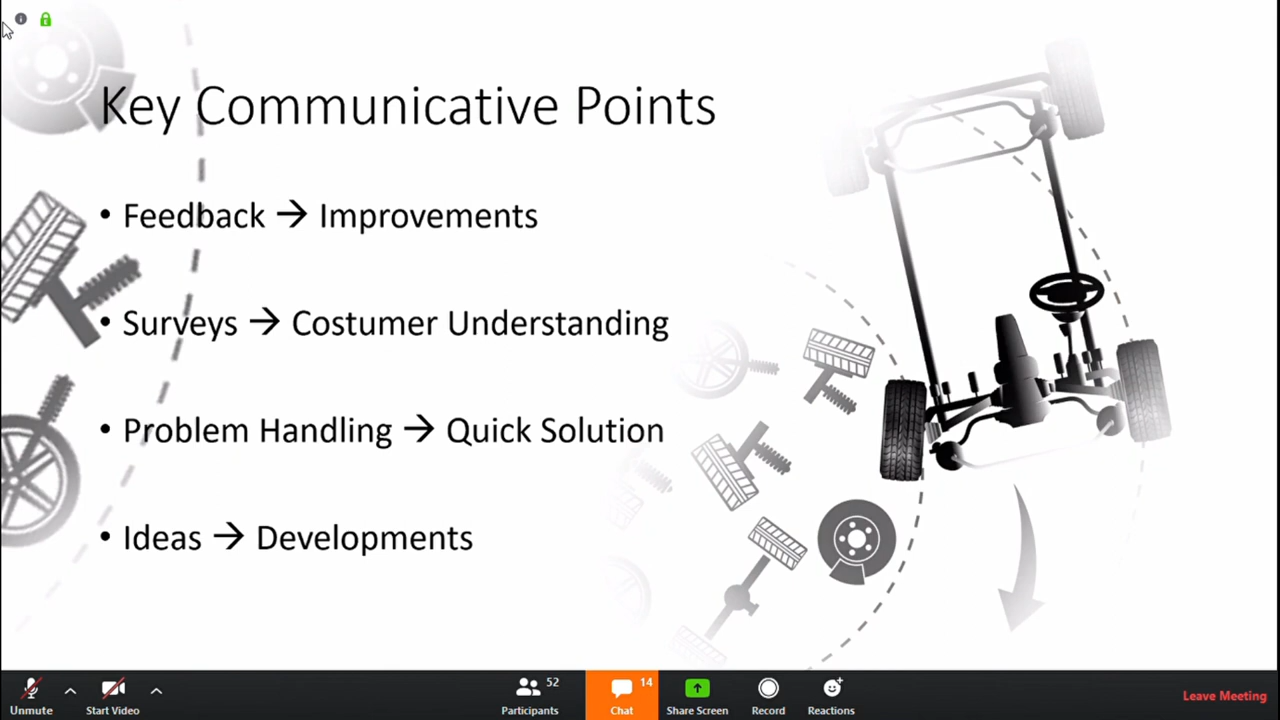 Key Communicative Points
• Feedback → Improvements
• Surveys → Costumer Understanding
• Problem Handling → Quick Solution
• Ideas → Developments
52
14
Unmute
Start Video
Participants
Chat
Share Screen
Record
Reactions
Leave Meeting